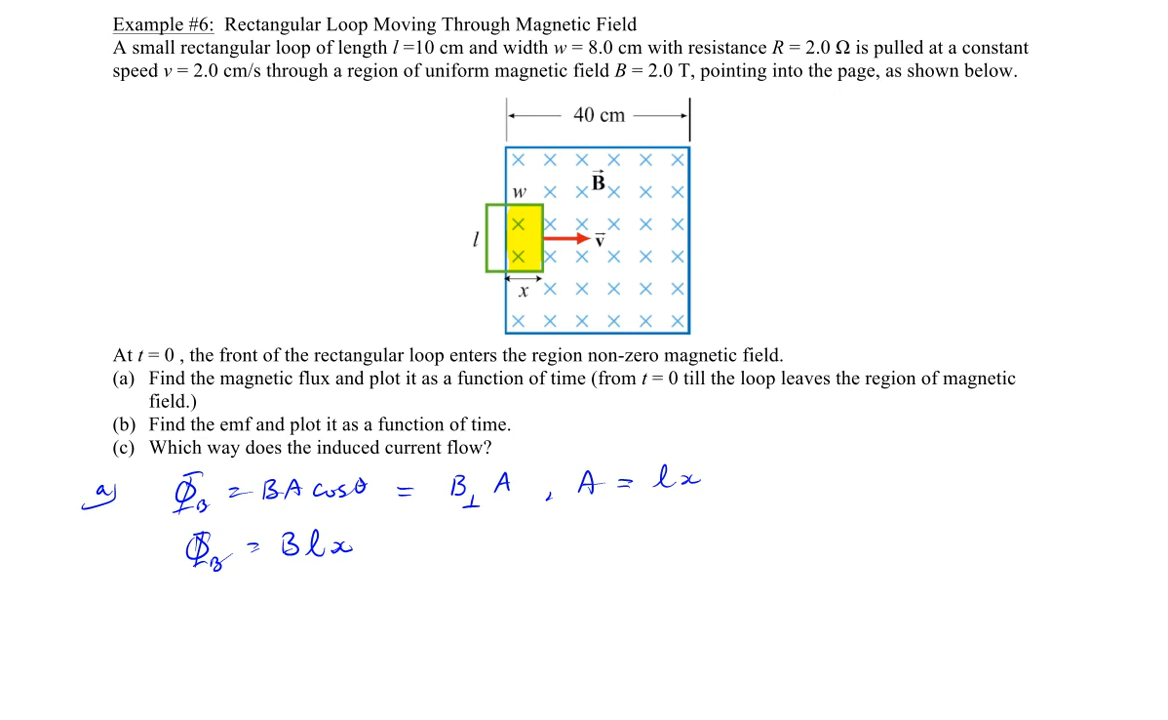 Example #6: Rectangular Loop Moving Through Magnetic Field
A small rectangular loop of length l =10 cm and width w = 8.0 cm with resistance R = 2.0 Ω is pulled at a constant
speed v = 2.0 cm/s through a region of uniform magnetic field B = 2.0 T, pointing into the page, as shown below.
40 cm
B⃗
w
l
v⃗
x
At t = 0 , the front of the rectangular loop enters the region non-zero magnetic field.
(a) Find the magnetic flux and plot it as a function of time (from t = 0 till the loop leaves the region of magnetic
field.)
(b) Find the emf and plot it as a function of time.
(c) Which way does the induced current flow?
a) Φ_B = BA cosθ = B_⊥ A , A = lx
Φ_B = Blx